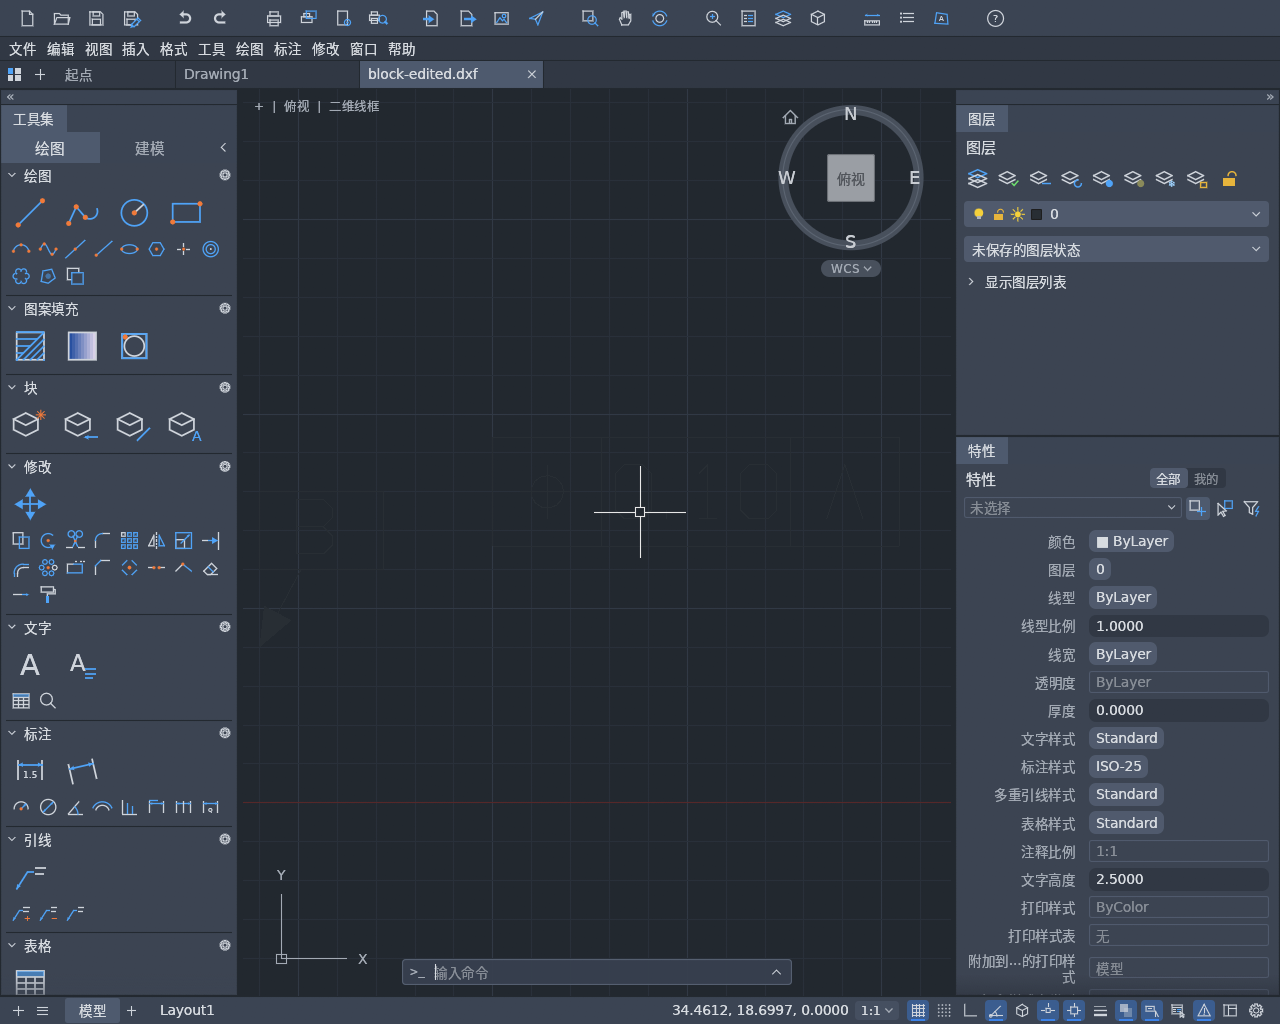 文件 编辑 视图 插入 格式 工具 绘图 标注 修改 窗口 帮助
起点 Drawing1 block-edited.dxf
工具集
绘图 建模
绘图
图案填充
块
修改
文字
标注
1.5
引线
表格
+ | 俯视 | 二维线框
N
W 俯视 E
S
WCS
Y
X
>_ 输入命令
图层
图层
0
未保存的图层状态
显示图层列表
特性
特性 全部 我的
未选择
颜色 ByLayer
图层 0
线型 ByLayer
线型比例 1.0000
线宽 ByLayer
透明度 ByLayer
厚度 0.0000
文字样式 Standard
标注样式 ISO-25
多重引线样式 Standard
表格样式 Standard
注释比例 1:1
文字高度 2.5000
打印样式 ByColor
打印样式表 无
附加到...的打印样式 模型
模型 + Layout1 34.4612, 18.6997, 0.0000 1:1